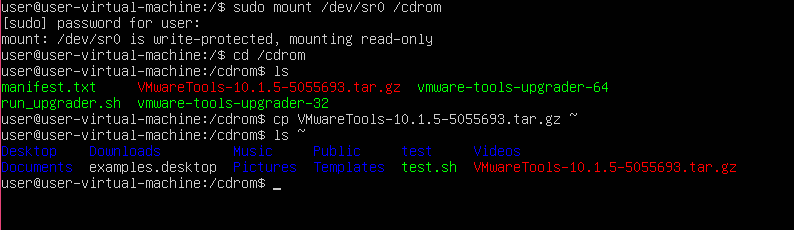 user@user-virtual-machine:/$ sudo mount /dev/sr0 /cdrom
[sudo] password for user:
mount: /dev/sr0 is write-protected, mounting read-only
user@user-virtual-machine:/$ cd /cdrom
user@user-virtual-machine:/cdrom$ ls
manifest.txt     VMwareTools-10.1.5-5055693.tar.gz  vmware-tools-upgrader-64
run_upgrader.sh  vmware-tools-upgrader-32
user@user-virtual-machine:/cdrom$ cp VMwareTools-10.1.5-5055693.tar.gz ~
user@user-virtual-machine:/cdrom$ ls ~
Desktop    Downloads         Music     Public     test     Videos
Documents  examples.desktop  Pictures  Templates  test.sh  VMwareTools-10.1.5-5055693.tar.gz
user@user-virtual-machine:/cdrom$ _